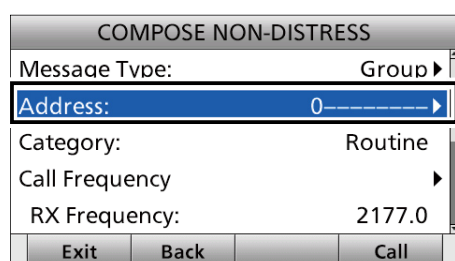 COMPOSE NON-DISTRESS
Message Type: Group
Address: 0--------
Category: Routine
Call Frequency
RX Frequency: 2177.0
Exit Back Call